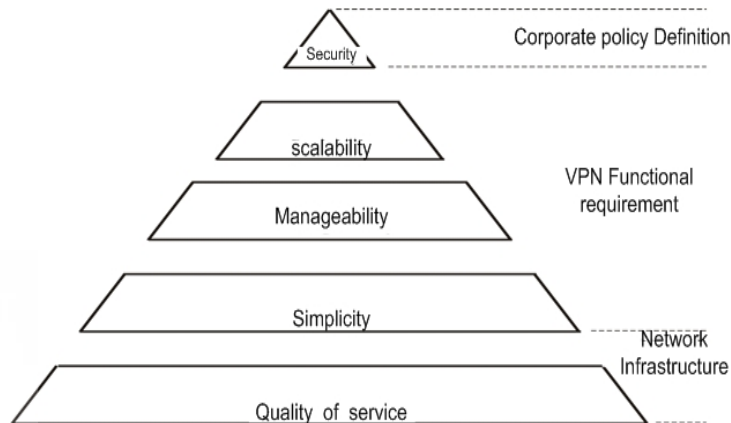 Corporate policy Definition
Security
scalability
VPN Functional
requirement
Manageability
Simplicity
Network
Infrastructure
Quality of service